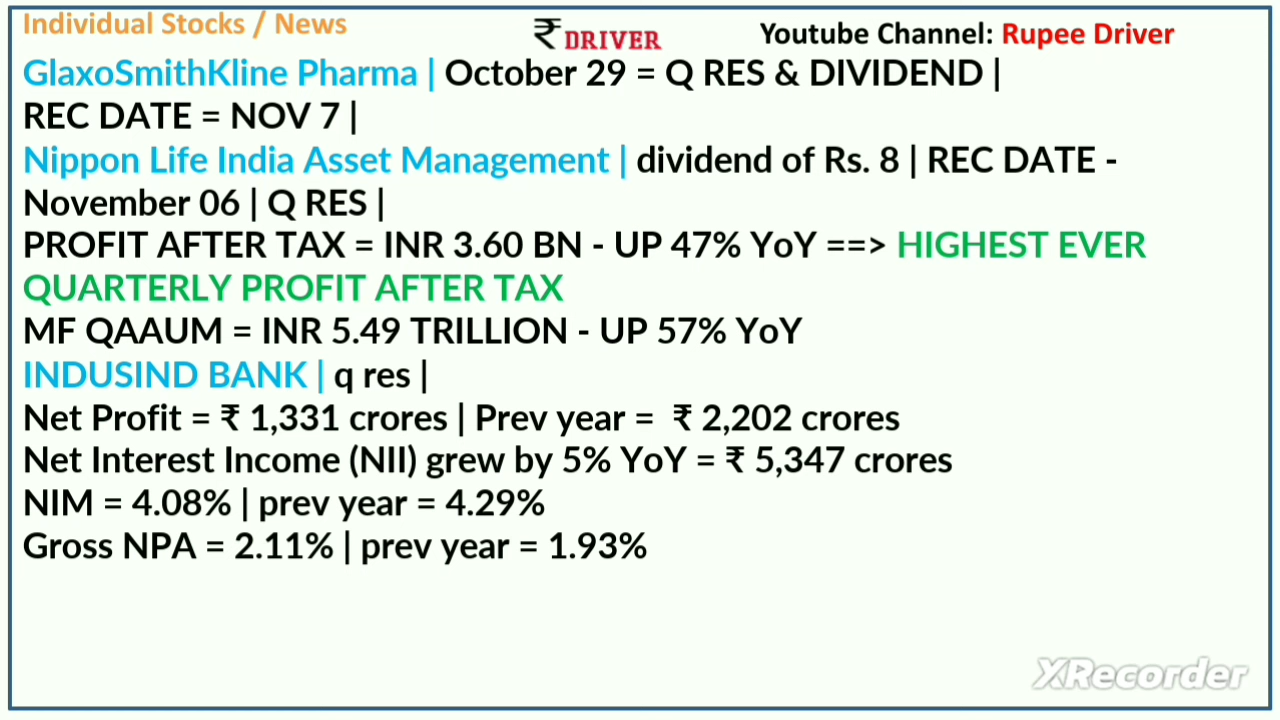 Individual Stocks / News
₹ DRIVER
Youtube Channel: Rupee Driver
GlaxoSmithKline Pharma | October 29 = Q RES & DIVIDEND |
REC DATE = NOV 7 |
Nippon Life India Asset Management | dividend of Rs. 8 | REC DATE -
November 06 | Q RES |
PROFIT AFTER TAX = INR 3.60 BN - UP 47% YoY ==> HIGHEST EVER
QUARTERLY PROFIT AFTER TAX
MF QAAUM = INR 5.49 TRILLION - UP 57% YoY
INDUSIND BANK | q res |
Net Profit = ₹ 1,331 crores | Prev year = ₹ 2,202 crores
Net Interest Income (NII) grew by 5% YoY = ₹ 5,347 crores
NIM = 4.08% | prev year = 4.29%
Gross NPA = 2.11% | prev year = 1.93%
XRecorder